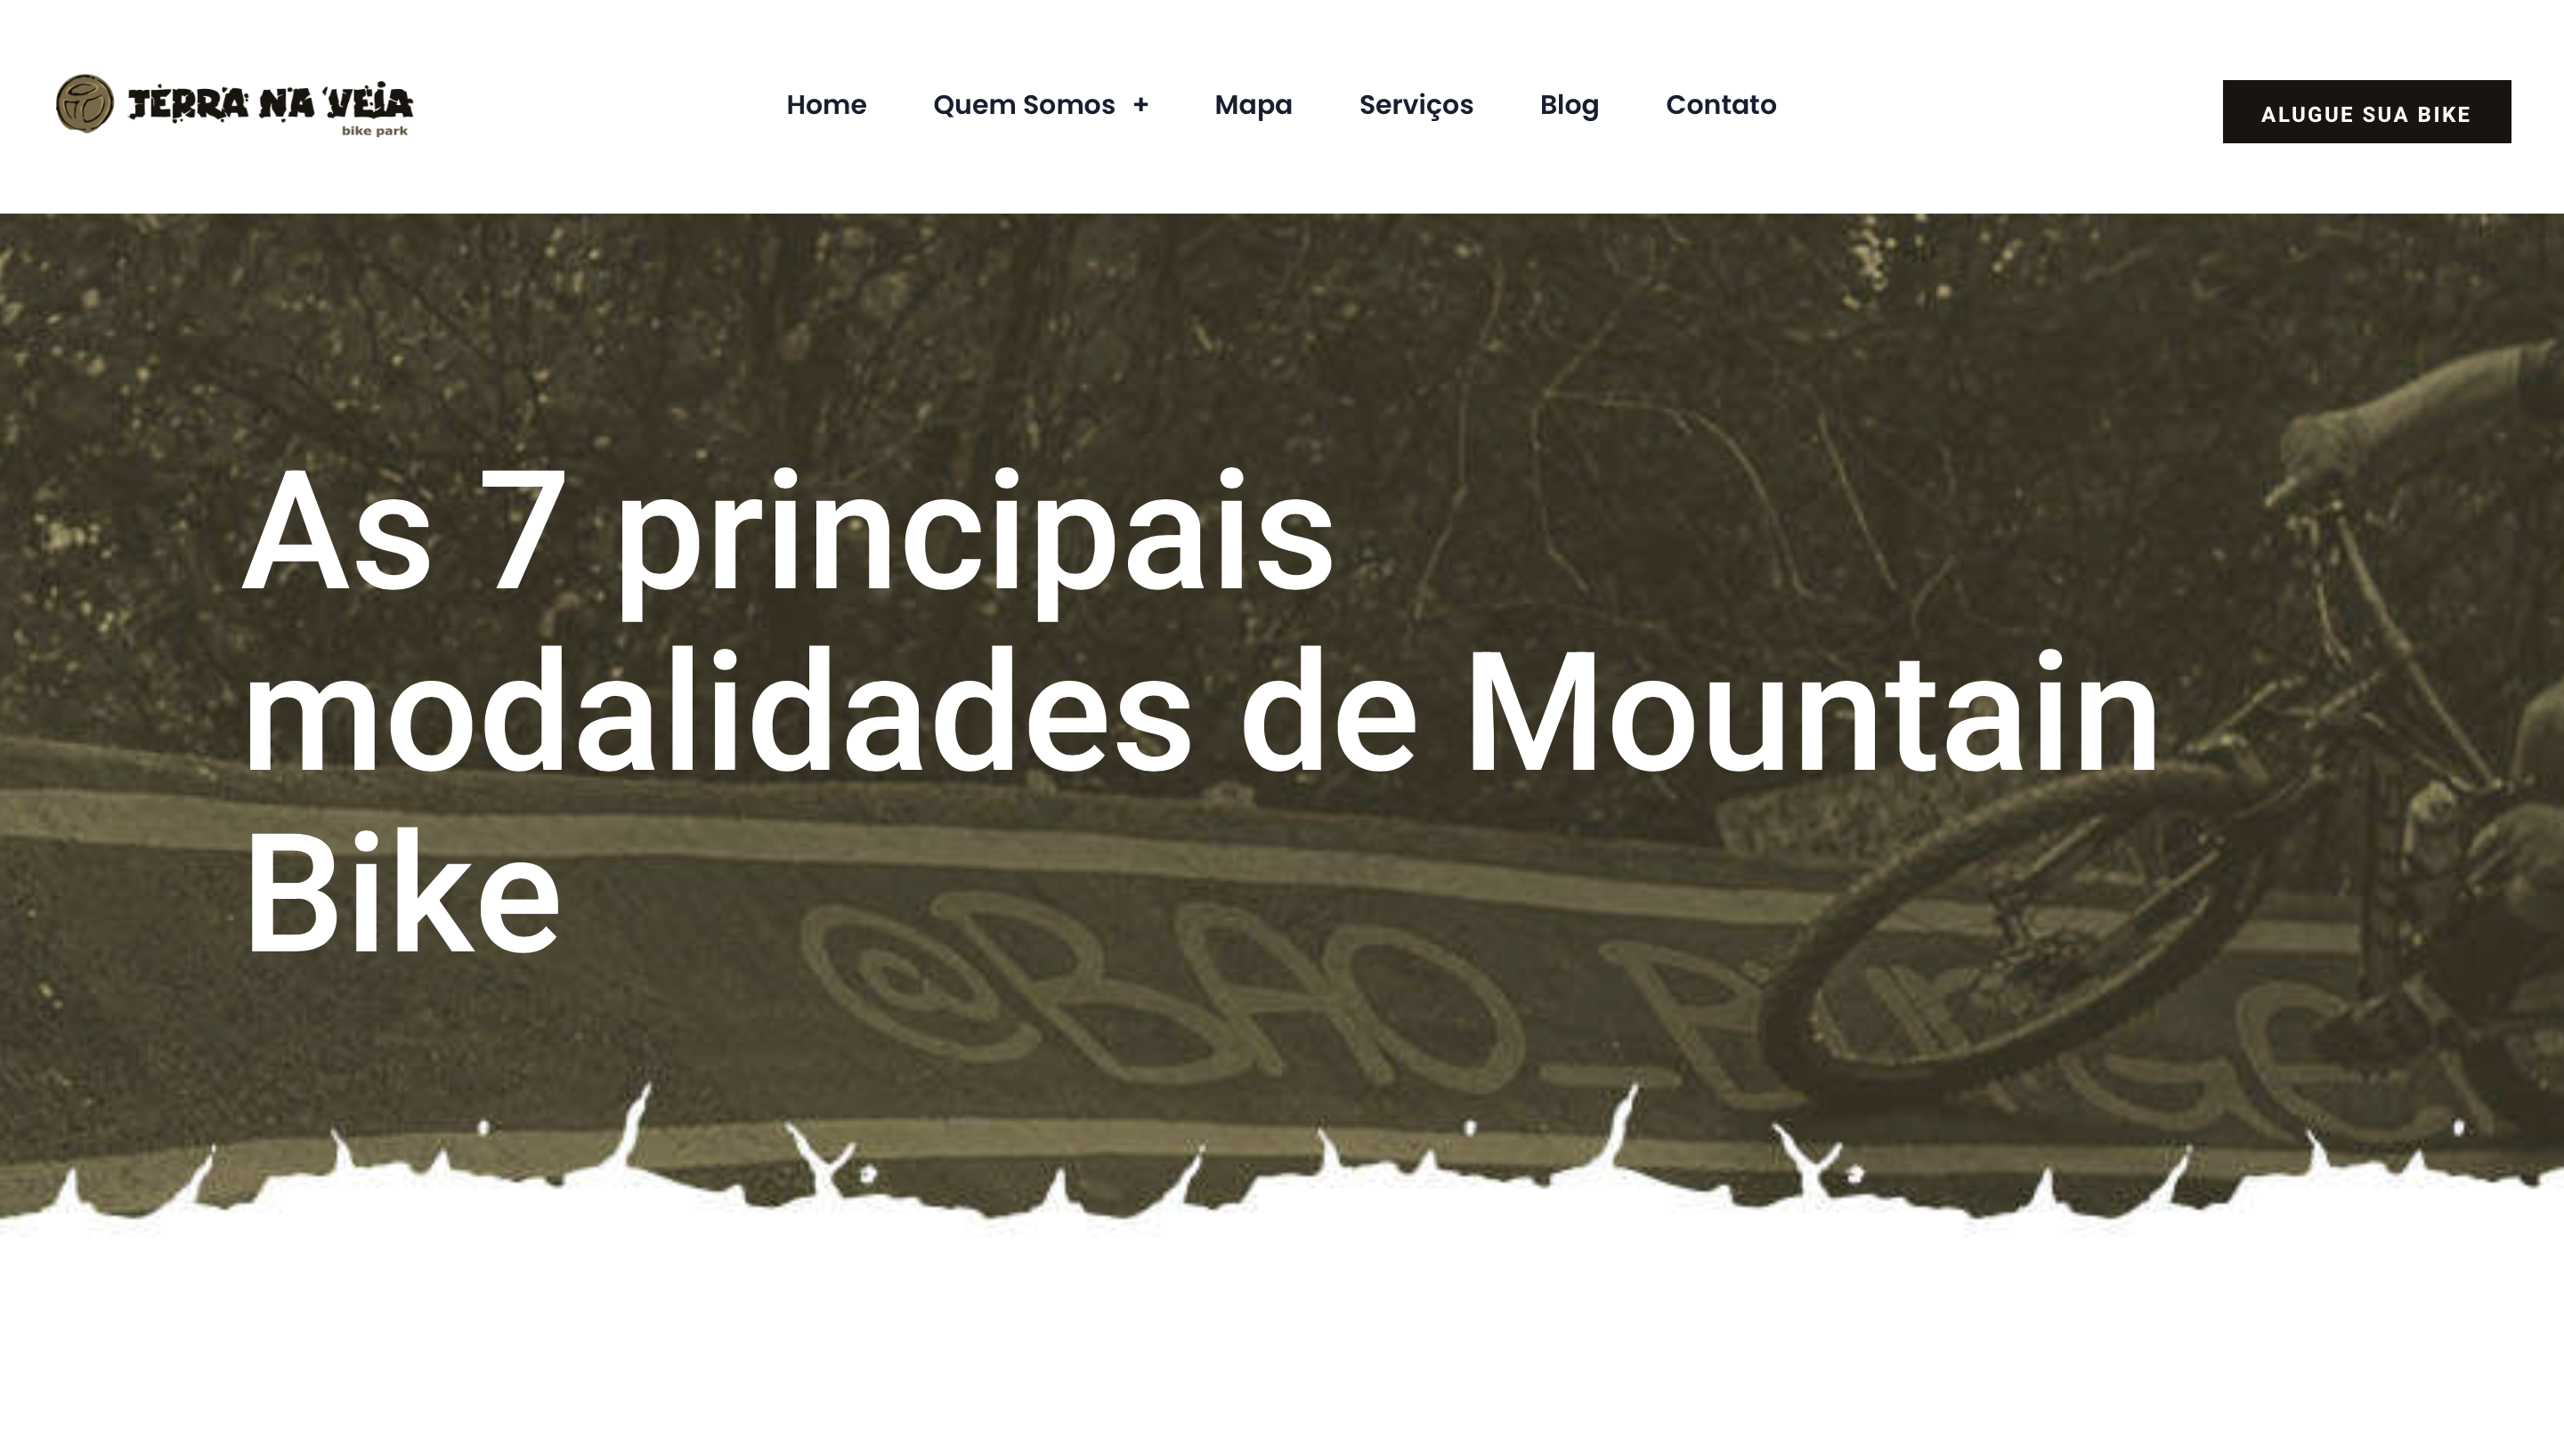 TERRA NA VEIA
bike park
Home
Quem Somos +
Mapa
Serviços
Blog
Contato
ALUGUE SUA BIKE
As 7 principais
modalidades de Mountain
Bike
@BAO_